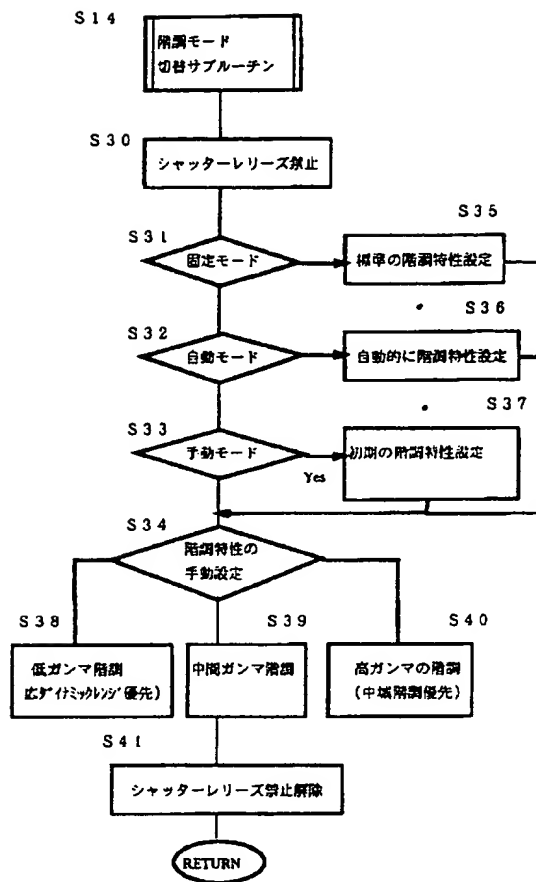 S14
階調モード
切替サブルーチン
S30
シャッターレリーズ禁止
S31
固定モード
S35
標準の階調特性設定
S32
自動モード
S36
自動的に階調特性設定
S33
手動モード
Yes
S37
初期の階調特性設定
S34
階調特性の
手動設定
S38
低ガンマ階調
広ダイナミックレンジ優先)
S39
中間ガンマ階調
S40
高ガンマの階調
(中域階調優先)
S41
シャッターレリーズ禁止解除
RETURN